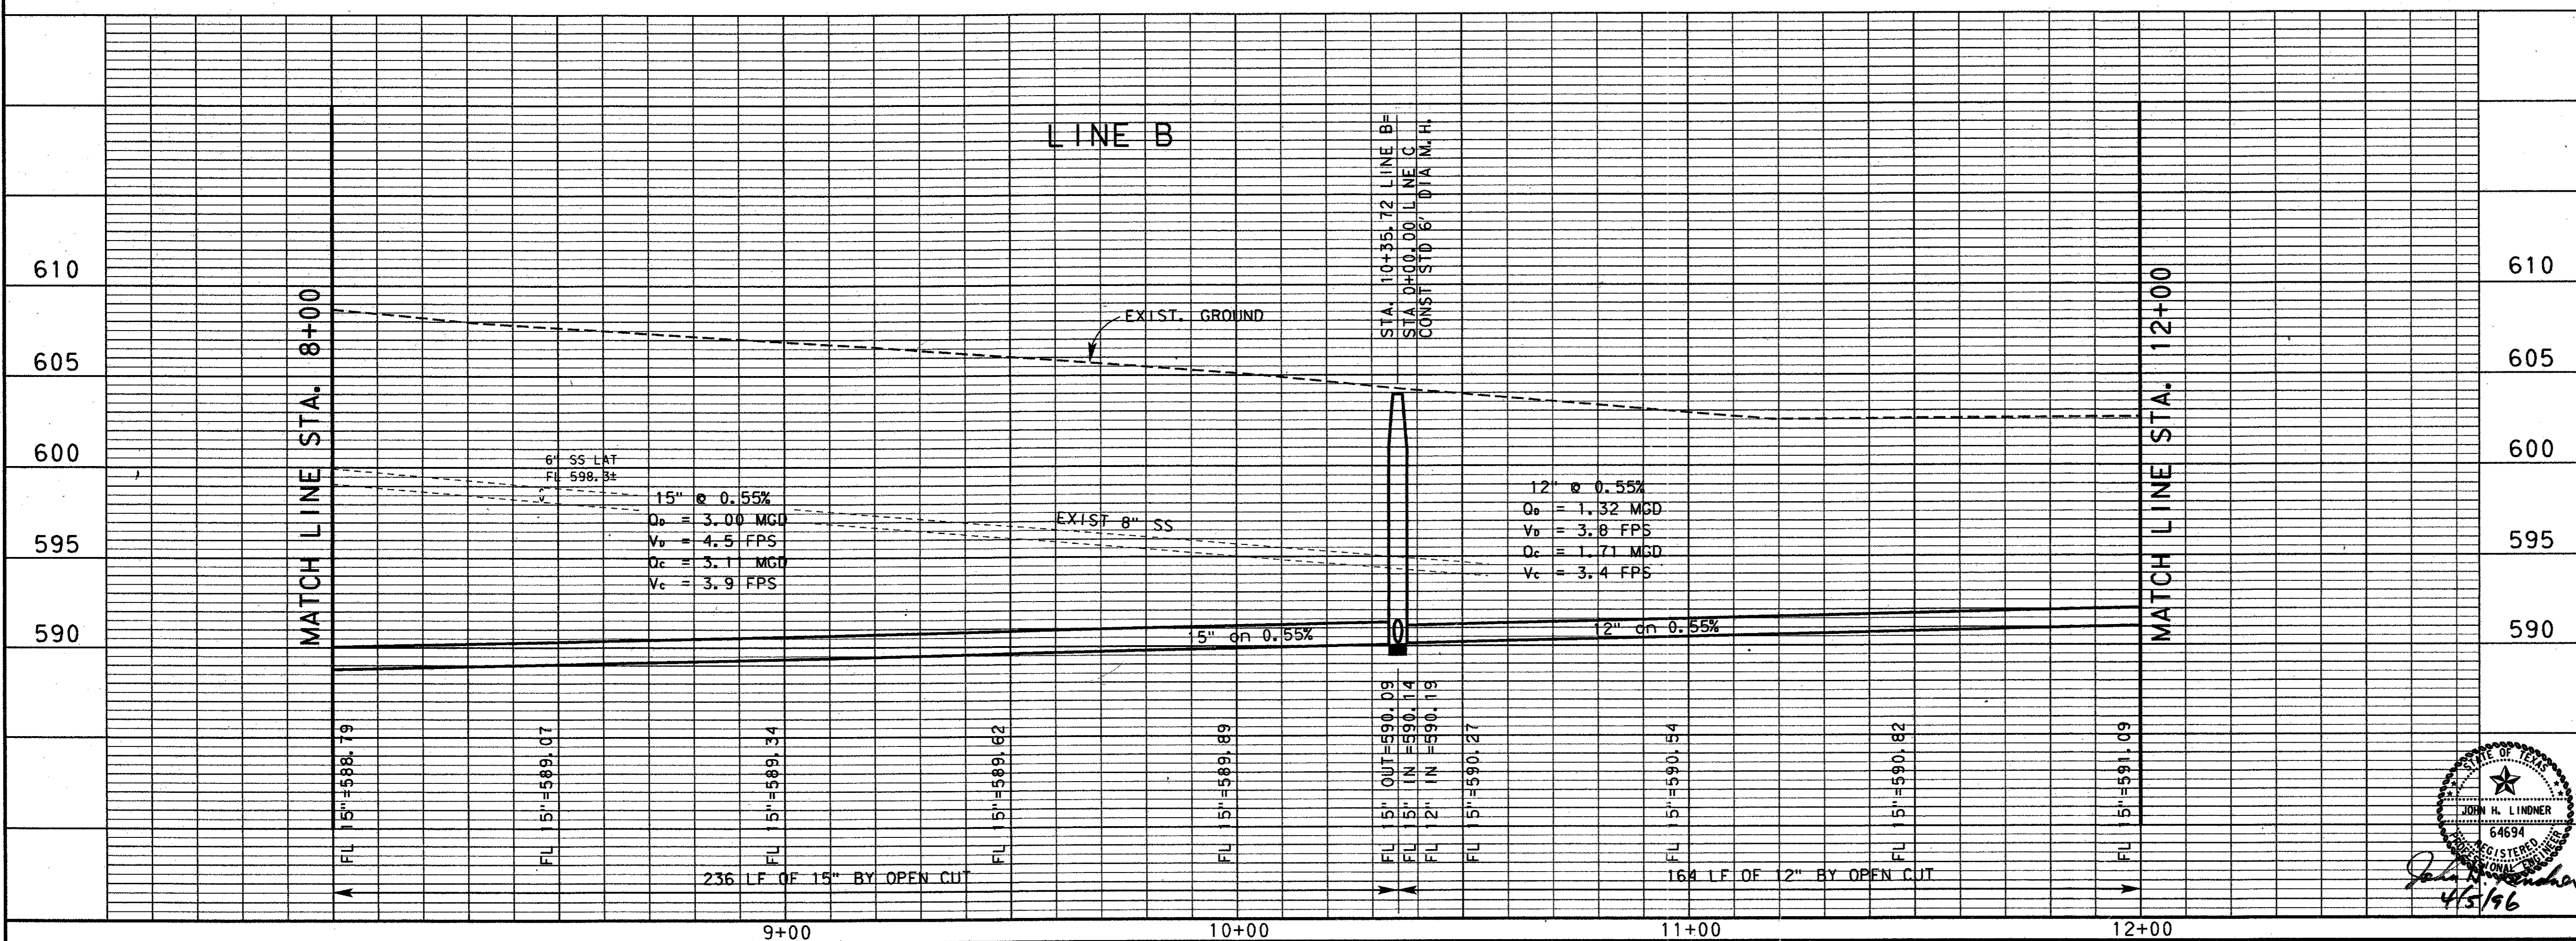 LINE B
STA. 10+35.72 LINE B=
STA 0+00.00 L NE C
CONST STD 6' DIA M.H.
610
605
600
595
590
MATCH LINE STA. 8+00
EXIST. GROUND
6" SS LAT
FL 598.3±
15" @ 0.55%
QD = 3.00 MGD
VD = 4.5 FPS
QC = 3.1 MGD
VC = 3.9 FPS
EXIST 8" SS
12" @ 0.55%
QD = 1.32 MGD
VD = 3.8 FPS
QC = 1.71 MGD
VC = 3.4 FPS
15" on 0.55%
12" on 0.55%
MATCH LINE STA. 12+00
610
605
600
595
590
FL 15"=588.79
FL 15"=589.07
FL 15"=589.34
FL 15"=589.62
FL 15"=589.89
FL 15" OUT=590.09
FL 15" IN =590.14
FL 12" IN =590.19
FL 15"=590.27
FL 15"=590.54
FL 15"=590.82
FL 15"=591.09
236 LF OF 15" BY OPEN CUT
164 LF OF 12" BY OPEN CUT
9+00
10+00
11+00
12+00
STATE OF TEXAS
JOHN H. LINDNER
64694
REGISTERED
PROFESSIONAL ENGINEER
John H. Lindner
4/5/96